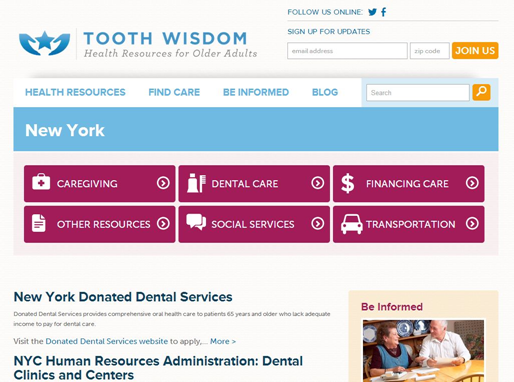 FOLLOW US ONLINE:
TOOTH WISDOM
Health Resources for Older Adults
SIGN UP FOR UPDATES
email address
zip code
JOIN US
HEALTH RESOURCES
FIND CARE
BE INFORMED
BLOG
Search
New York
CAREGIVING
DENTAL CARE
FINANCING CARE
OTHER RESOURCES
SOCIAL SERVICES
TRANSPORTATION
New York Donated Dental Services
Donated Dental Services provides comprehensive oral health care to patients 65 years and older who lack adequate
income to pay for dental care.
Visit the Donated Dental Services website to apply,... More >
NYC Human Resources Administration: Dental
Clinics and Centers
Be Informed